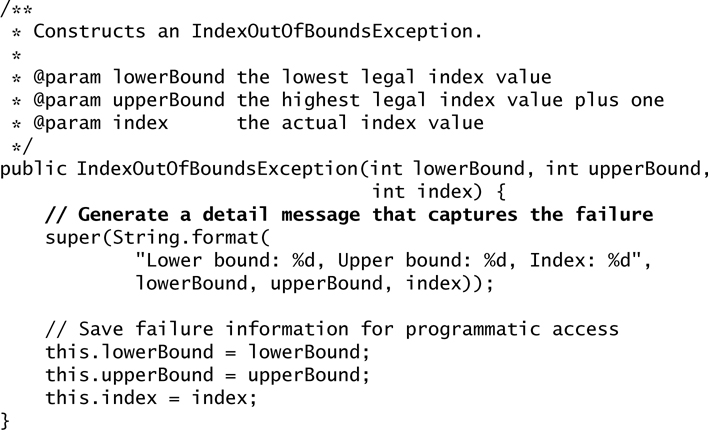 /**
 * Constructs an IndexOutOfBoundsException.
 *
 * @param lowerBound the lowest legal index value
 * @param upperBound the highest legal index value plus one
 * @param index      the actual index value
 */
public IndexOutOfBoundsException(int lowerBound, int upperBound,
                                 int index) {
    // Generate a detail message that captures the failure
    super(String.format(
            "Lower bound: %d, Upper bound: %d, Index: %d",
            lowerBound, upperBound, index));

    // Save failure information for programmatic access
    this.lowerBound = lowerBound;
    this.upperBound = upperBound;
    this.index = index;
}